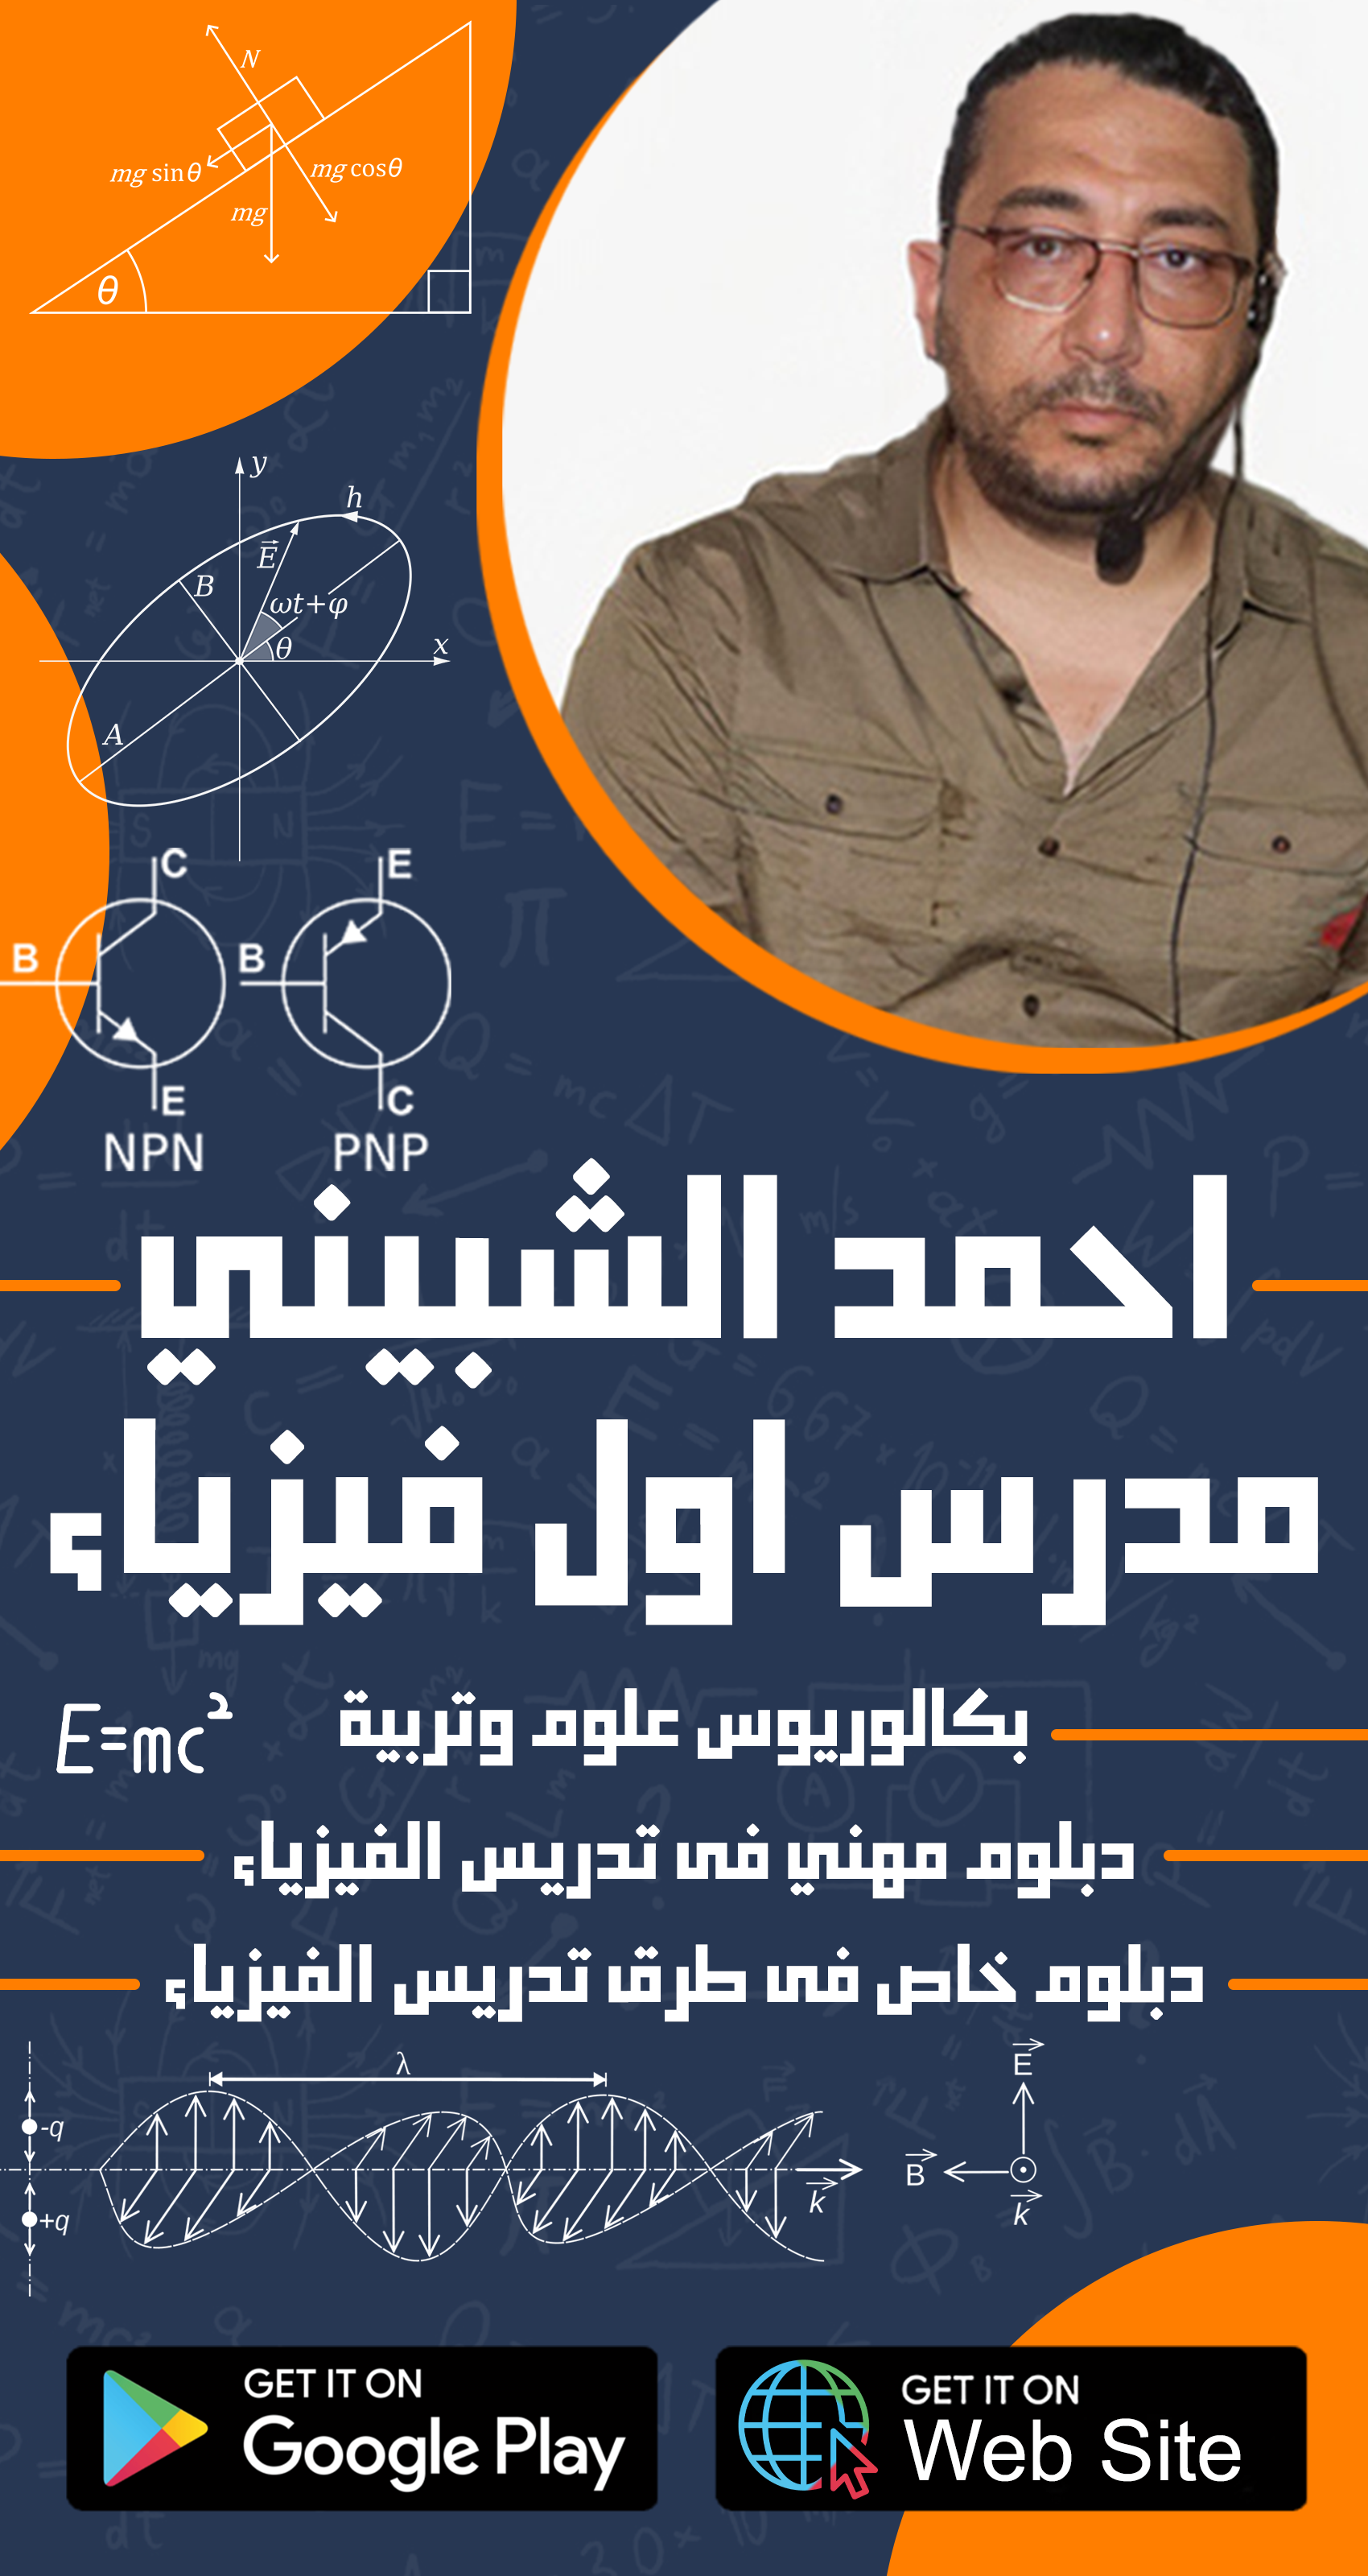 N
mg sinθ
mg cosθ
mg
θ
y
h
E
B
ωt+φ
θ
x
A
C
E
B
B
E
C
NPN
PNP
احمد الشبيني
مدرس اول فيزياء
E=mc²
بكالوريوس علوم وتربية
دبلوم مهني فى تدريس الفيزياء
دبلوم خاص فى طرق تدريس الفيزياء
λ
-q
+q
k
E
B
k
GET IT ON
Google Play
GET IT ON
Web Site